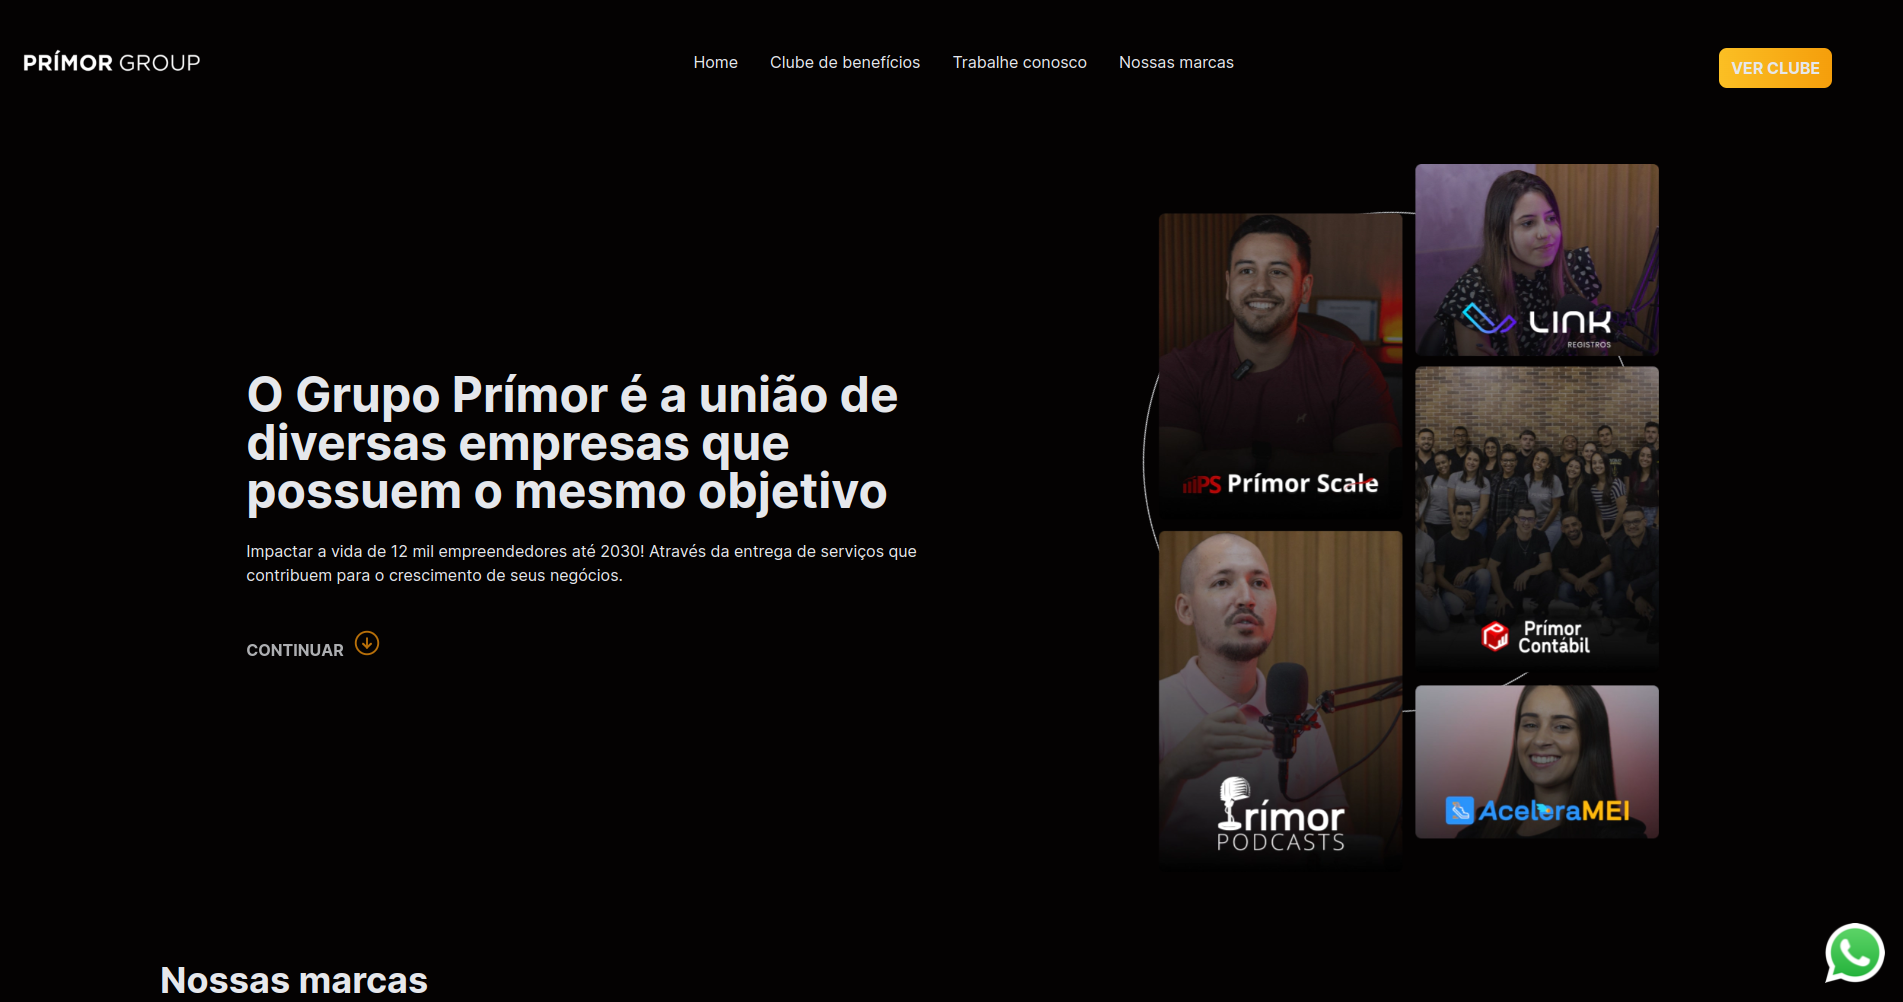 PRÍMOR GROUP
Home
Clube de benefícios
Trabalhe conosco
Nossas marcas
VER CLUBE
O Grupo Prímor é a união de
diversas empresas que
possuem o mesmo objetivo
Impactar a vida de 12 mil empreendedores até 2030! Através da entrega de serviços que
contribuem para o crescimento de seus negócios.
CONTINUAR
PS Prímor Scale
LINK
REGISTROS
Prímor
Contábil
Prímor
PODCASTS
AceleraMEI
Nossas marcas